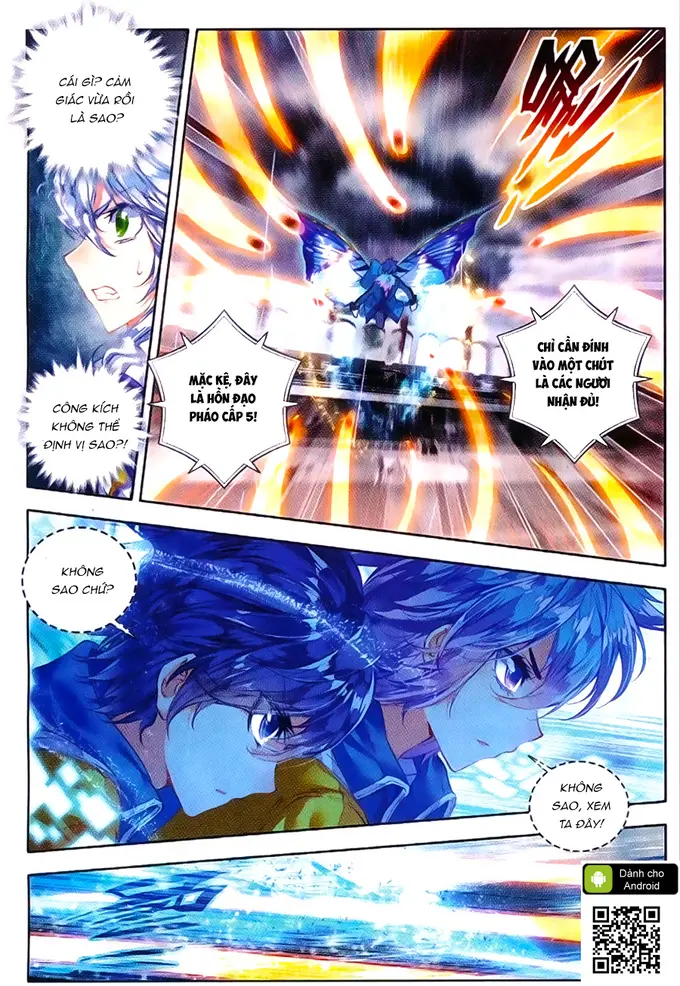 CÁI GÌ? CẢM
GIÁC VỪA RỒI
LÀ SAO?
CHỈ CẦN ĐÍNH
VÀO MỘT CHÚT
LÀ CÁC NGƯƠI
NHẬN ĐỦ!
MẶC KỆ, ĐÂY
LÀ HỒN ĐẠO
PHÁO CẤP 5!
CÔNG KÍCH
KHÔNG THỂ
ĐỊNH VỊ SAO?!
KHÔNG
SAO CHỨ?
KHÔNG
SAO, XEM
TA ĐÂY!
Dành cho
Android